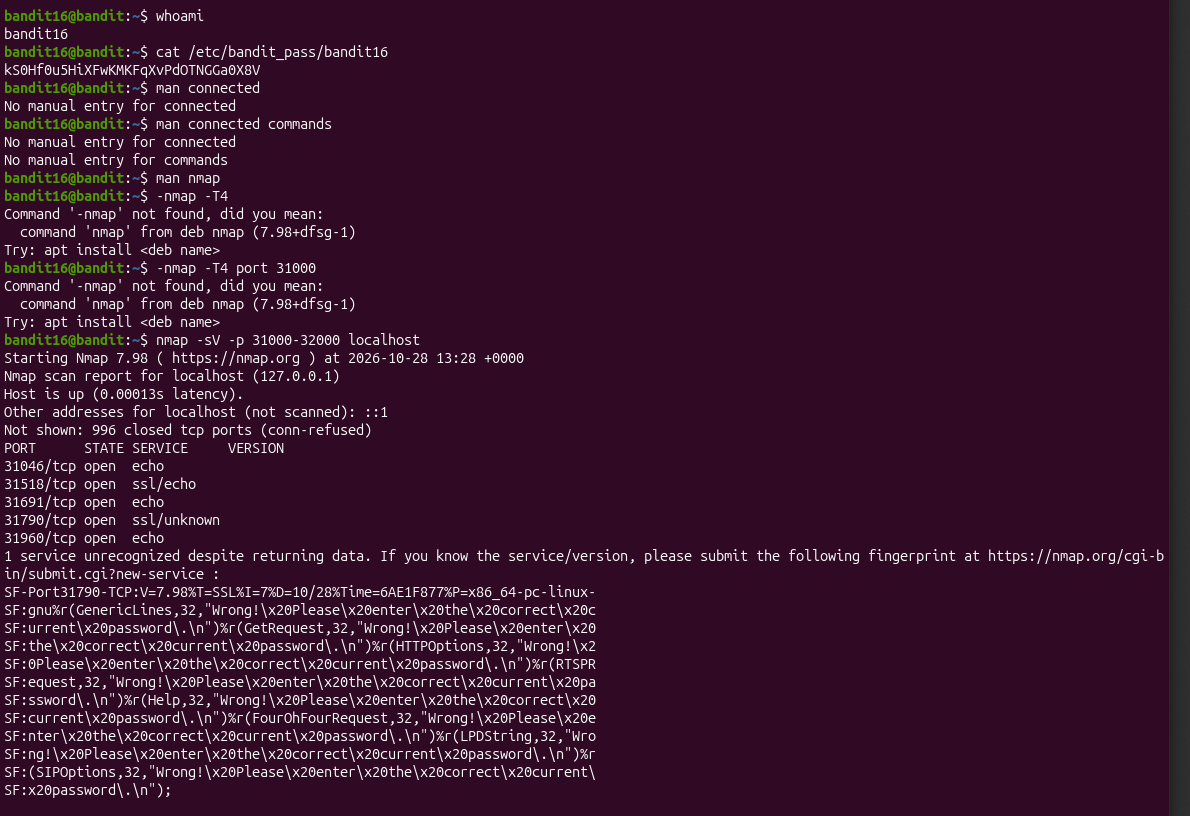 bandit16@bandit:~$ whoami
bandit16
bandit16@bandit:~$ cat /etc/bandit_pass/bandit16
kS0Hf0u5HiXFwKMKFqXvPdOTNGGa0X8V
bandit16@bandit:~$ man connected
No manual entry for connected
bandit16@bandit:~$ man connected commands
No manual entry for connected
No manual entry for commands
bandit16@bandit:~$ man nmap
bandit16@bandit:~$ -nmap -T4
Command '-nmap' not found, did you mean:
  command 'nmap' from deb nmap (7.98+dfsg-1)
Try: apt install <deb name>
bandit16@bandit:~$ -nmap -T4 port 31000
Command '-nmap' not found, did you mean:
  command 'nmap' from deb nmap (7.98+dfsg-1)
Try: apt install <deb name>
bandit16@bandit:~$ nmap -sV -p 31000-32000 localhost
Starting Nmap 7.98 ( https://nmap.org ) at 2026-10-28 13:28 +0000
Nmap scan report for localhost (127.0.0.1)
Host is up (0.00013s latency).
Other addresses for localhost (not scanned): ::1
Not shown: 996 closed tcp ports (conn-refused)
PORT      STATE SERVICE     VERSION
31046/tcp open  echo
31518/tcp open  ssl/echo
31691/tcp open  echo
31790/tcp open  ssl/unknown
31960/tcp open  echo
1 service unrecognized despite returning data. If you know the service/version, please submit the following fingerprint at https://nmap.org/cgi-b
in/submit.cgi?new-service :
SF-Port31790-TCP:V=7.98%T=SSL%I=7%D=10/28%Time=6AE1F877%P=x86_64-pc-linux-
SF:gnu%r(GenericLines,32,"Wrong!\x20Please\x20enter\x20the\x20correct\x20c
SF:urrent\x20password\.\n")%r(GetRequest,32,"Wrong!\x20Please\x20enter\x20
SF:the\x20correct\x20current\x20password\.\n")%r(HTTPOptions,32,"Wrong!\x2
SF:0Please\x20enter\x20the\x20correct\x20current\x20password\.\n")%r(RTSPR
SF:equest,32,"Wrong!\x20Please\x20enter\x20the\x20correct\x20current\x20pa
SF:ssword\.\n")%r(Help,32,"Wrong!\x20Please\x20enter\x20the\x20correct\x20
SF:current\x20password\.\n")%r(FourOhFourRequest,32,"Wrong!\x20Please\x20e
SF:nter\x20the\x20correct\x20current\x20password\.\n")%r(LPDString,32,"Wro
SF:ng!\x20Please\x20enter\x20the\x20correct\x20current\x20password\.\n")%r
SF:(SIPOptions,32,"Wrong!\x20Please\x20enter\x20the\x20correct\x20current\
SF:x20password\.\n");